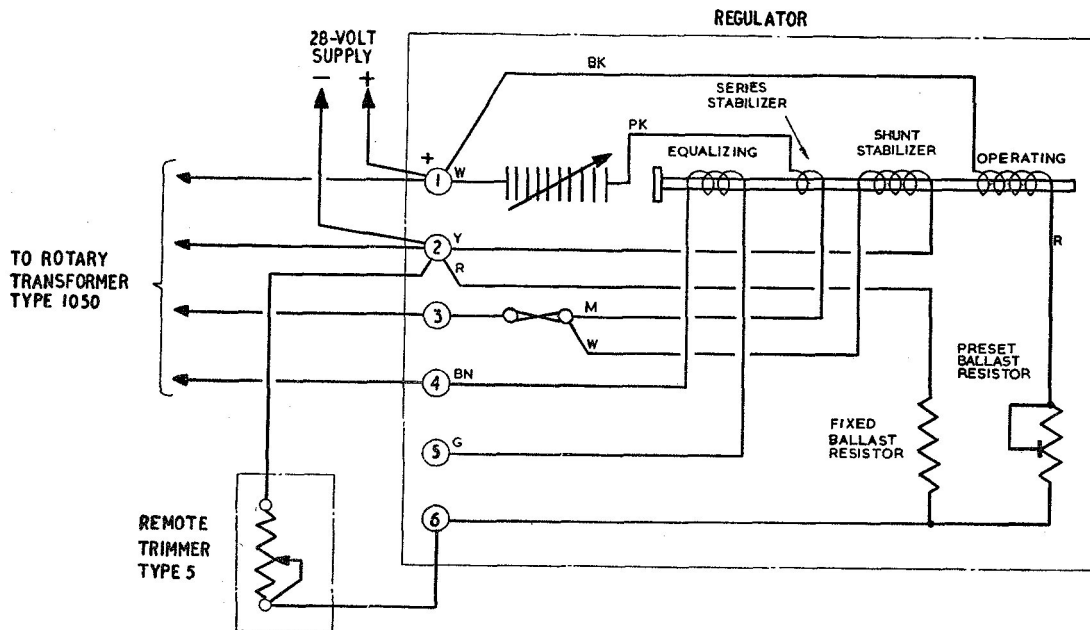 REGULATOR
28-VOLT
SUPPLY
− +
BK
SERIES
STABILIZER
PK
EQUALIZING
SHUNT
STABILIZER
OPERATING
+
1 W
2 Y
R
R
TO ROTARY
TRANSFORMER
TYPE 1050
3
M
W
4 BN
PRESET
BALLAST
RESISTOR
FIXED
BALLAST
RESISTOR
5 G
6
REMOTE
TRIMMER
TYPE 5